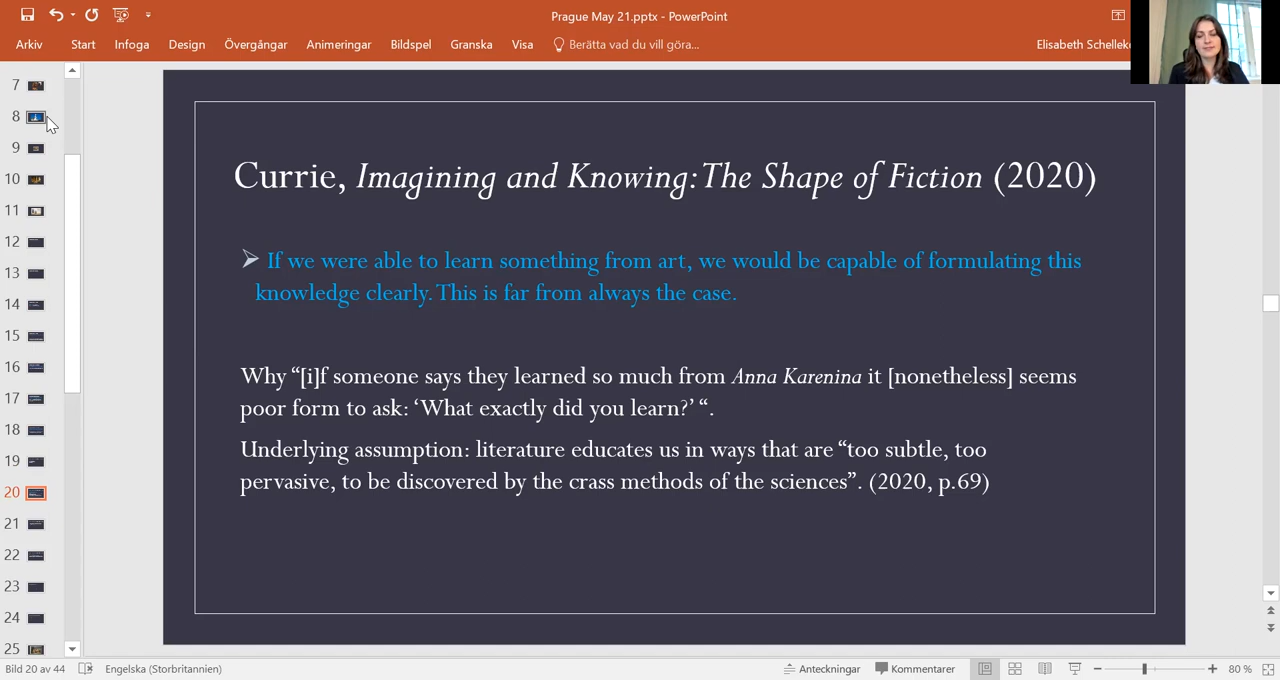 Prague May 21.pptx - PowerPoint
Arkiv Start Infoga Design Övergångar Animeringar Bildspel Granska Visa Berätta vad du vill göra... Elisabeth Schelleke
7
8
9
10
11
12
13
14
15
16
17
18
19
20
21
22
23
24
25
Currie, Imagining and Knowing: The Shape of Fiction (2020)
If we were able to learn something from art, we would be capable of formulating this
knowledge clearly. This is far from always the case.
Why “[i]f someone says they learned so much from Anna Karenina it [nonetheless] seems
poor form to ask: ‘What exactly did you learn?’ “.
Underlying assumption: literature educates us in ways that are “too subtle, too
pervasive, to be discovered by the crass methods of the sciences”. (2020, p.69)
Bild 20 av 44 Engelska (Storbritannien) Anteckningar Kommentarer 80 %